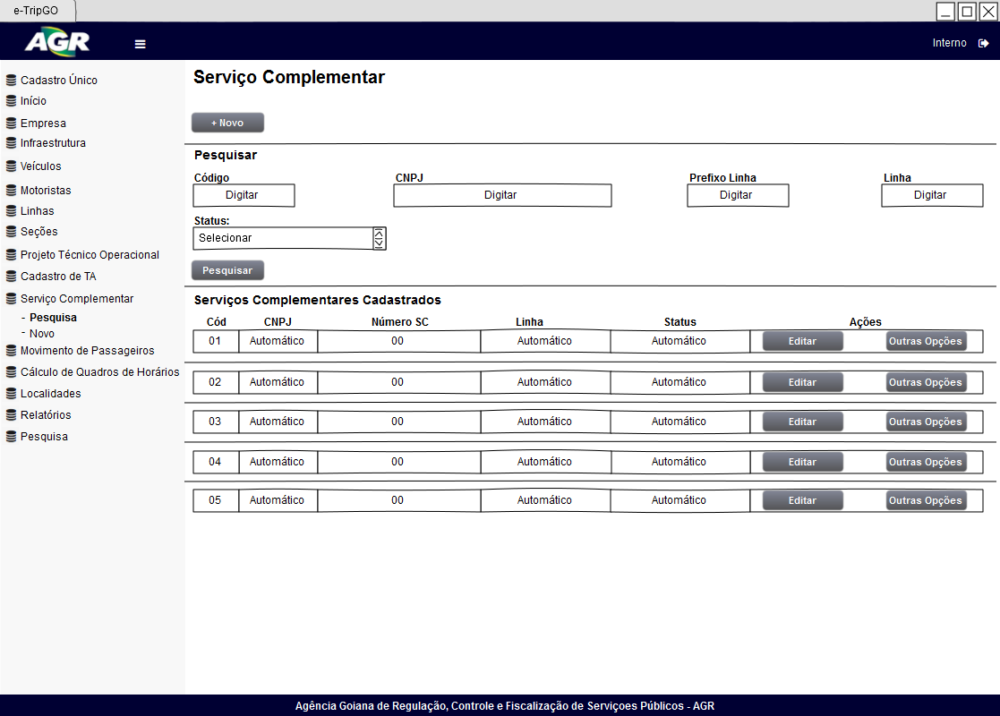 e-TripGO
AGR
Interno
Cadastro Único
Início
Empresa
Infraestrutura
Veículos
Motoristas
Linhas
Seções
Projeto Técnico Operacional
Cadastro de TA
Serviço Complementar
- Pesquisa
- Novo
Movimento de Passageiros
Cálculo de Quadros de Horários
Localidades
Relatórios
Pesquisa
Serviço Complementar
+ Novo
Pesquisar
Código CNPJ Prefixo Linha Linha
Digitar Digitar Digitar Digitar
Status:
Selecionar
Pesquisar
Serviços Complementares Cadastrados
Cód CNPJ Número SC Linha Status Ações
01 Automático 00 Automático Automático Editar Outras Opções
02 Automático 00 Automático Automático Editar Outras Opções
03 Automático 00 Automático Automático Editar Outras Opções
04 Automático 00 Automático Automático Editar Outras Opções
05 Automático 00 Automático Automático Editar Outras Opções
Agência Goiana de Regulação, Controle e Fiscalização de Serviçoes Públicos - AGR